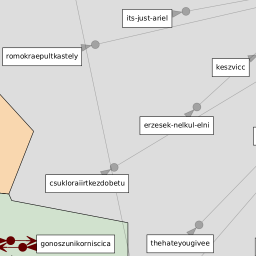 its-just-ariel
romokraepultkastely
keszvicc
erzesek-nelkul-elni
csukloraiirtkezdobetu
gonoszunikorniscica
thehateyougivee